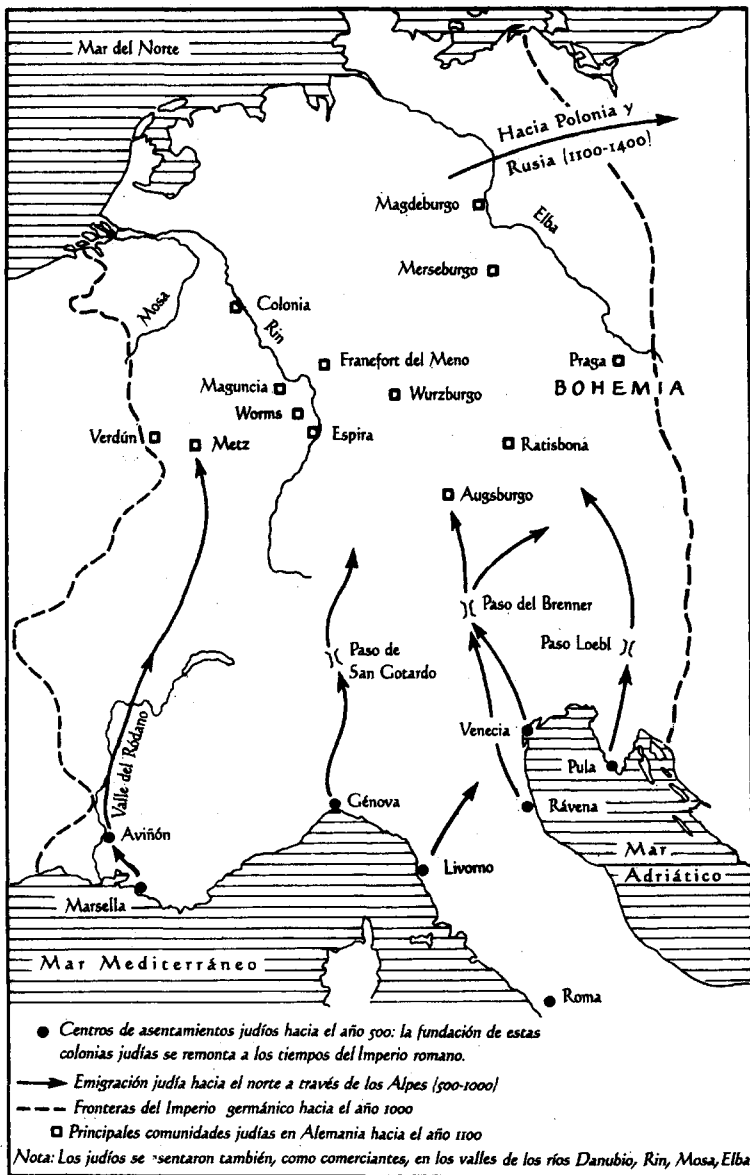 Mar del Norte
Hacia Polonia y
Rusia (1100-1400)
Magdeburgo
Elba
Merseburgo
Mosa
Colonia
Rin
Francfort del Meno
Praga
BOHEMIA
Maguncia
Wurzburgo
Worms
Verdún
Metz
Espira
Ratisbona
Augsburgo
Paso del Brenner
Paso de
San Gotardo
Paso Loebl
Valle del Ródano
Venecia
Pula
Génova
Rávena
Aviñón
Mar
Adriático
Livorno
Marsella
Mar Mediterráneo
Roma
Centros de asentamientos judíos hacia el año 500: la fundación de estas
colonias judías se remonta a los tiempos del Imperio romano.
Emigración judía hacia el norte a través de los Alpes (500-1000)
Fronteras del Imperio germánico hacia el año 1000
Principales comunidades judías en Alemania hacia el año 1100
Nota: Los judíos se asentaron también, como comerciantes, en los valles de los ríos Danubio, Rin, Mosa, Elba